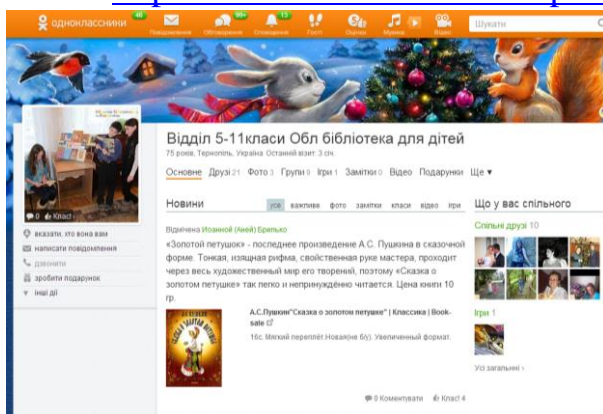 одноклассники
46
99+
13
Повідомлення Обговорення Сповіщення Гості Оцінки Музика Відео
Шукати
Відділ 5-11класи Обл бібліотека для дітей
75 років, Тернопіль, Україна Останній візит: 3 січ
Основне Друзі 21 Фото 3 Групи 9 Ігри 1 Замітки 0 Відео Подарунки Ще ▾
0 Клас!
вказати, хто вона вам
написати повідомлення
дзвонити
зробити подарунок
інші дії
Новини усе важливе фото замітки класи відео ігри
Відмічена Иоанной (Аней) Брилько
«Золотой петушок» - последнее произведение А.С. Пушкина в сказочной
форме. Тонкая, изящная рифма, свойственная руке мастера, проходит
через весь художественный мир его творений, поэтому «Сказка о
золотом петушке» так легко и непринуждённо читается. Цена книги 10
гр.
А.С.Пушкин"Сказка о золотом петушке" | Классика | Book-
sale
16с. Мягкий переплёт.Новая(не б/у). Увеличенный формат.
0 Коментувати Клас! 4
Що у вас спільного
Спільні друзі 10
Ігри 1
Усі загальні ›